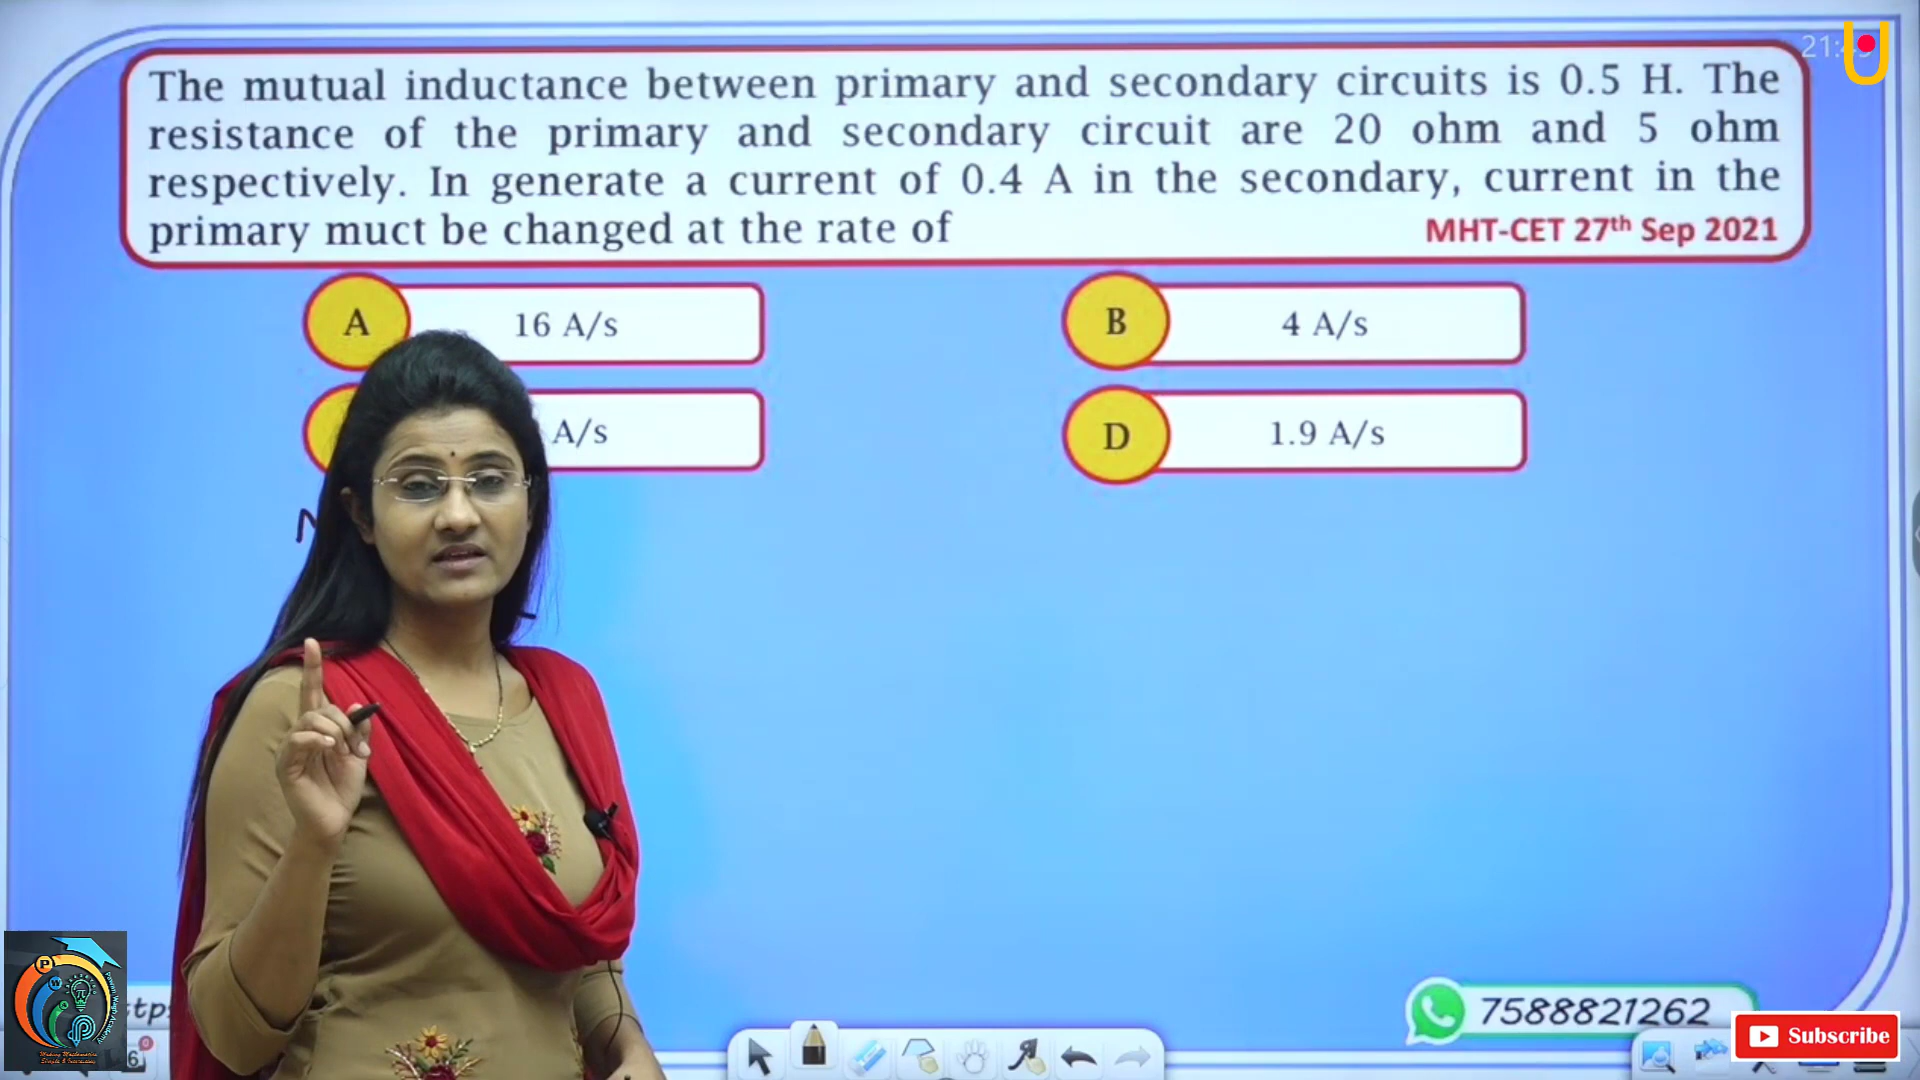 The mutual inductance between primary and secondary circuits is 0.5 H. The
resistance of the primary and secondary circuit are 20 ohm and 5 ohm
respectively. In generate a current of 0.4 A in the secondary, current in the
primary muct be changed at the rate of
MHT-CET 27th Sep 2021
A
16 A/s
B
4 A/s
A/s
D
1.9 A/s
7588821262
Subscribe